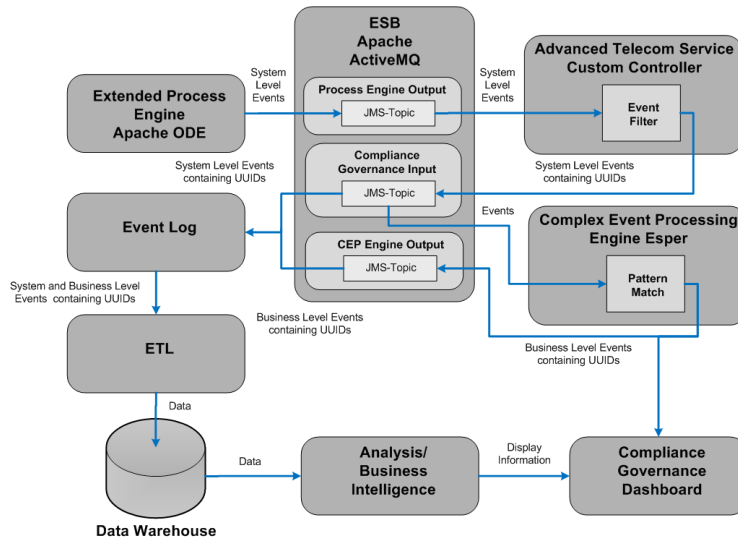 ESB
Apache
ActiveMQ
Advanced Telecom Service
Custom Controller
System
Level
Events
System
Level
Events
Process Engine Output
JMS-Topic
Extended Process
Engine
Apache ODE
Event
Filter
System Level Events
containing UUIDs
Compliance
Governance Input
JMS-Topic
System Level Events
containing UUIDs
Event Log
Events
Complex Event Processing
Engine Esper
CEP Engine Output
JMS-Topic
Pattern
Match
System and Business Level
Events containing UUIDs
Business Level Events
containing UUIDs
Business Level Events
containing UUIDs
ETL
Data
Data
Analysis/
Business
Intelligence
Display
Information
Compliance
Governance
Dashboard
Data Warehouse